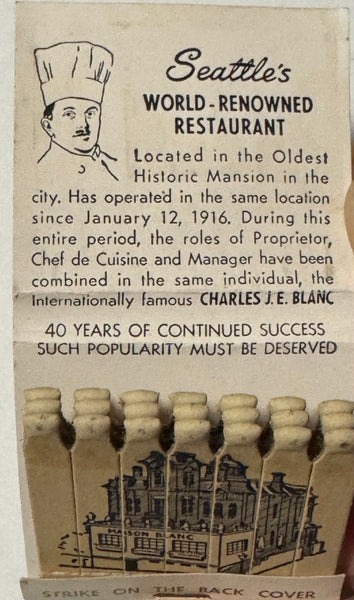 Seattle's
WORLD-RENOWNED
RESTAURANT
Located in the Oldest
Historic Mansion in the
city. Has operated in the same location
since January 12, 1916. During this
entire period, the roles of Proprietor,
Chef de Cuisine and Manager have been
combined in the same individual, the
Internationally famous CHARLES J. E. BLANC
40 YEARS OF CONTINUED SUCCESS
SUCH POPULARITY MUST BE DESERVED
MAISON BLANC
STRIKE ON THE BACK COVER